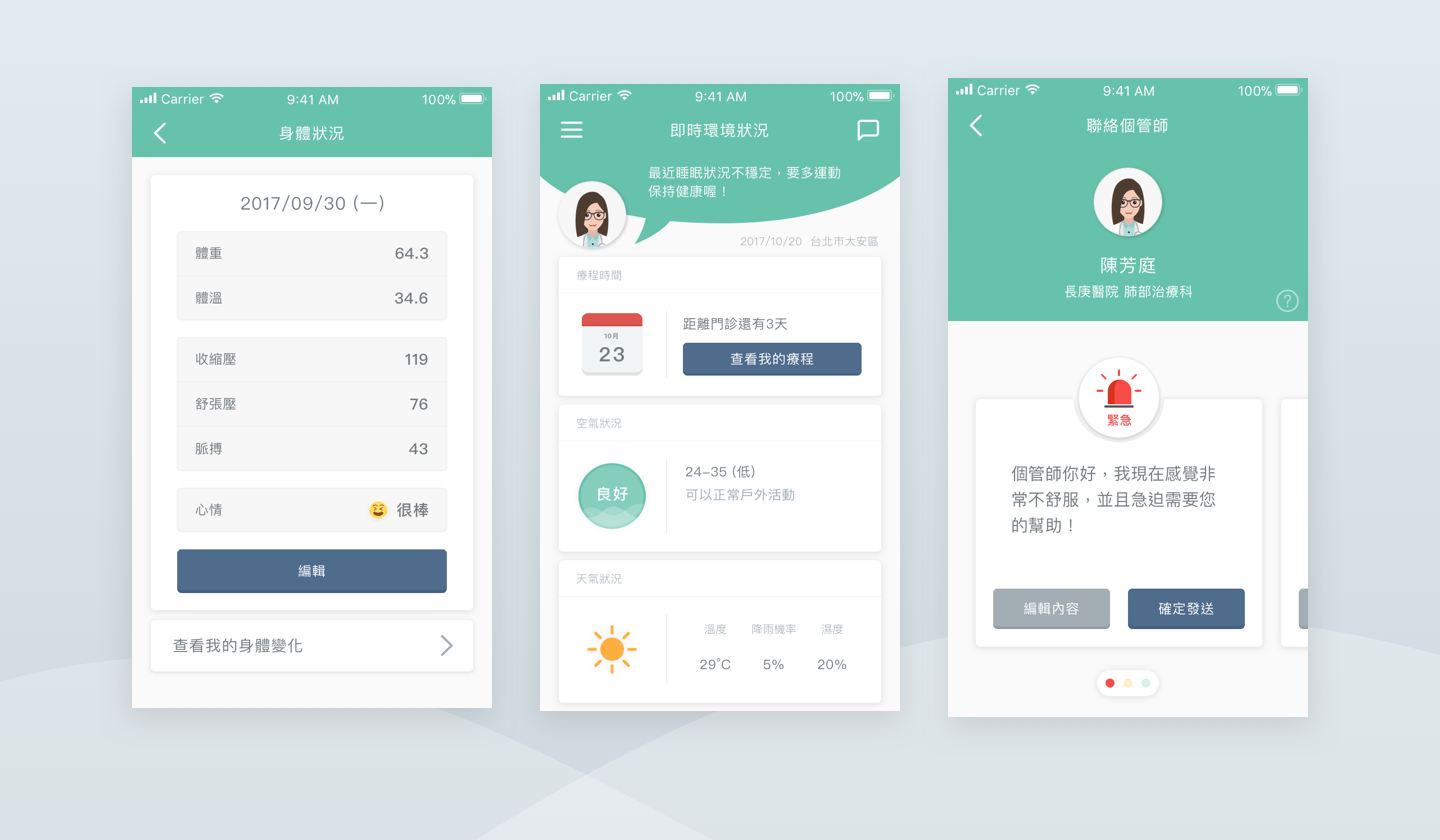 Carrier 9:41 AM 100%
身體狀況
2017/09/30 (一)
體重 64.3
體溫 34.6
收縮壓 119
舒張壓 76
脈搏 43
心情 很棒
編輯
查看我的身體變化
Carrier 9:41 AM 100%
即時環境狀況
最近睡眠狀況不穩定，要多運動
保持健康喔！
2017/10/20 台北市大安區
療程時間
10月
23
距離門診還有3天
查看我的療程
空氣狀況
良好
24–35 (低)
可以正常戶外活動
天氣狀況
溫度 降雨機率 濕度
29°C 5% 20%
Carrier 9:41 AM 100%
聯絡個管師
陳芳庭
長庚醫院 肺部治療科
?
緊急
個管師你好，我現在感覺非
常不舒服，並且急迫需要您
的幫助！
編輯內容 確定發送